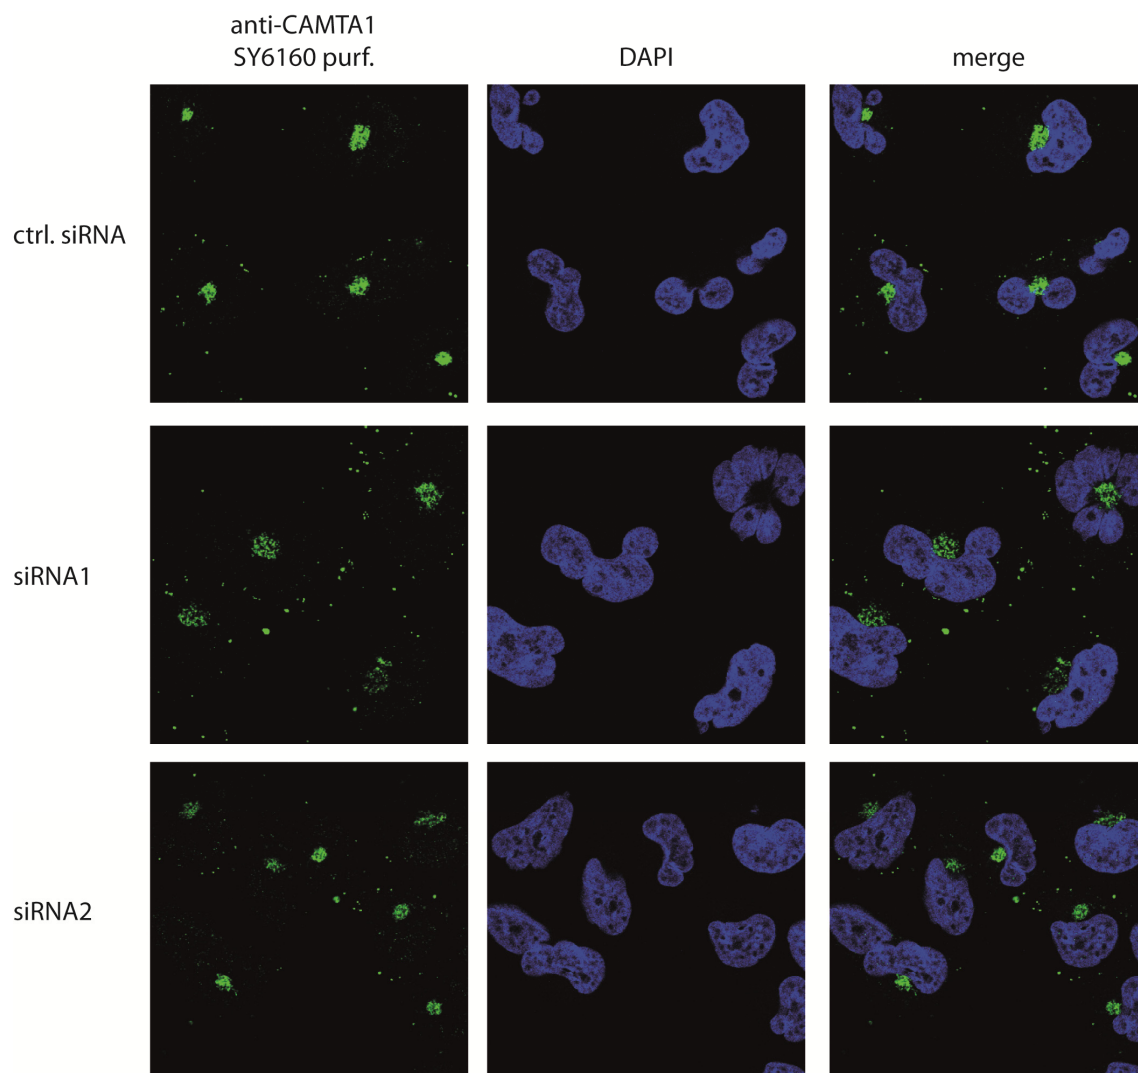 anti-CAMTA1
SY6160 purf.
DAPI
merge
ctrl. siRNA
siRNA1
siRNA2